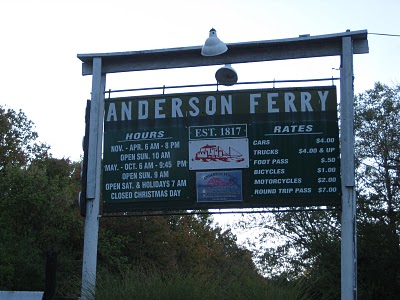 ANDERSON FERRY
HOURS
NOV. - APR. 6 AM - 8 PM
OPEN SUN. 10 AM
MAY. - OCT. 6 AM - 9:45 PM
OPEN SUN. 9 AM
OPEN SAT. & HOLIDAYS 7 AM
CLOSED CHRISTMAS DAY
EST. 1817
RATES
CARS $4.00
TRUCKS $4.00 & UP
FOOT PASS $.50
BICYCLES $1.00
MOTORCYCLES $2.00
ROUND TRIP PASS $7.00